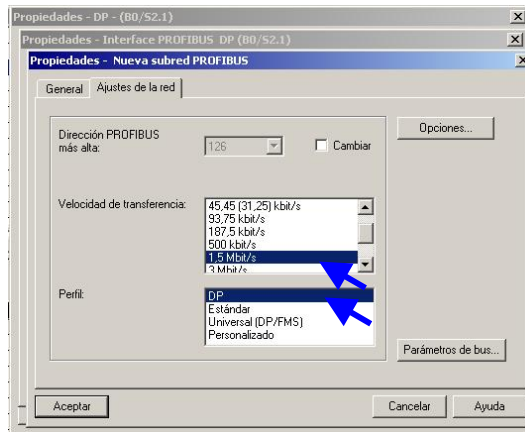 Propiedades - DP - (B0/S2.1)
Propiedades - Interface PROFIBUS DP (B0/S2.1)
Propiedades - Nueva subred PROFIBUS
General
Ajustes de la red
Dirección PROFIBUS
más alta:
126
Cambiar
Opciones...
Velocidad de transferencia:
45,45 (31,25) kbit/s
93,75 kbit/s
187,5 kbit/s
500 kbit/s
1,5 Mbit/s
3 Mbit/s
Perfil:
DP
Estándar
Universal (DP/FMS)
Personalizado
Parámetros de bus...
Aceptar
Cancelar
Ayuda